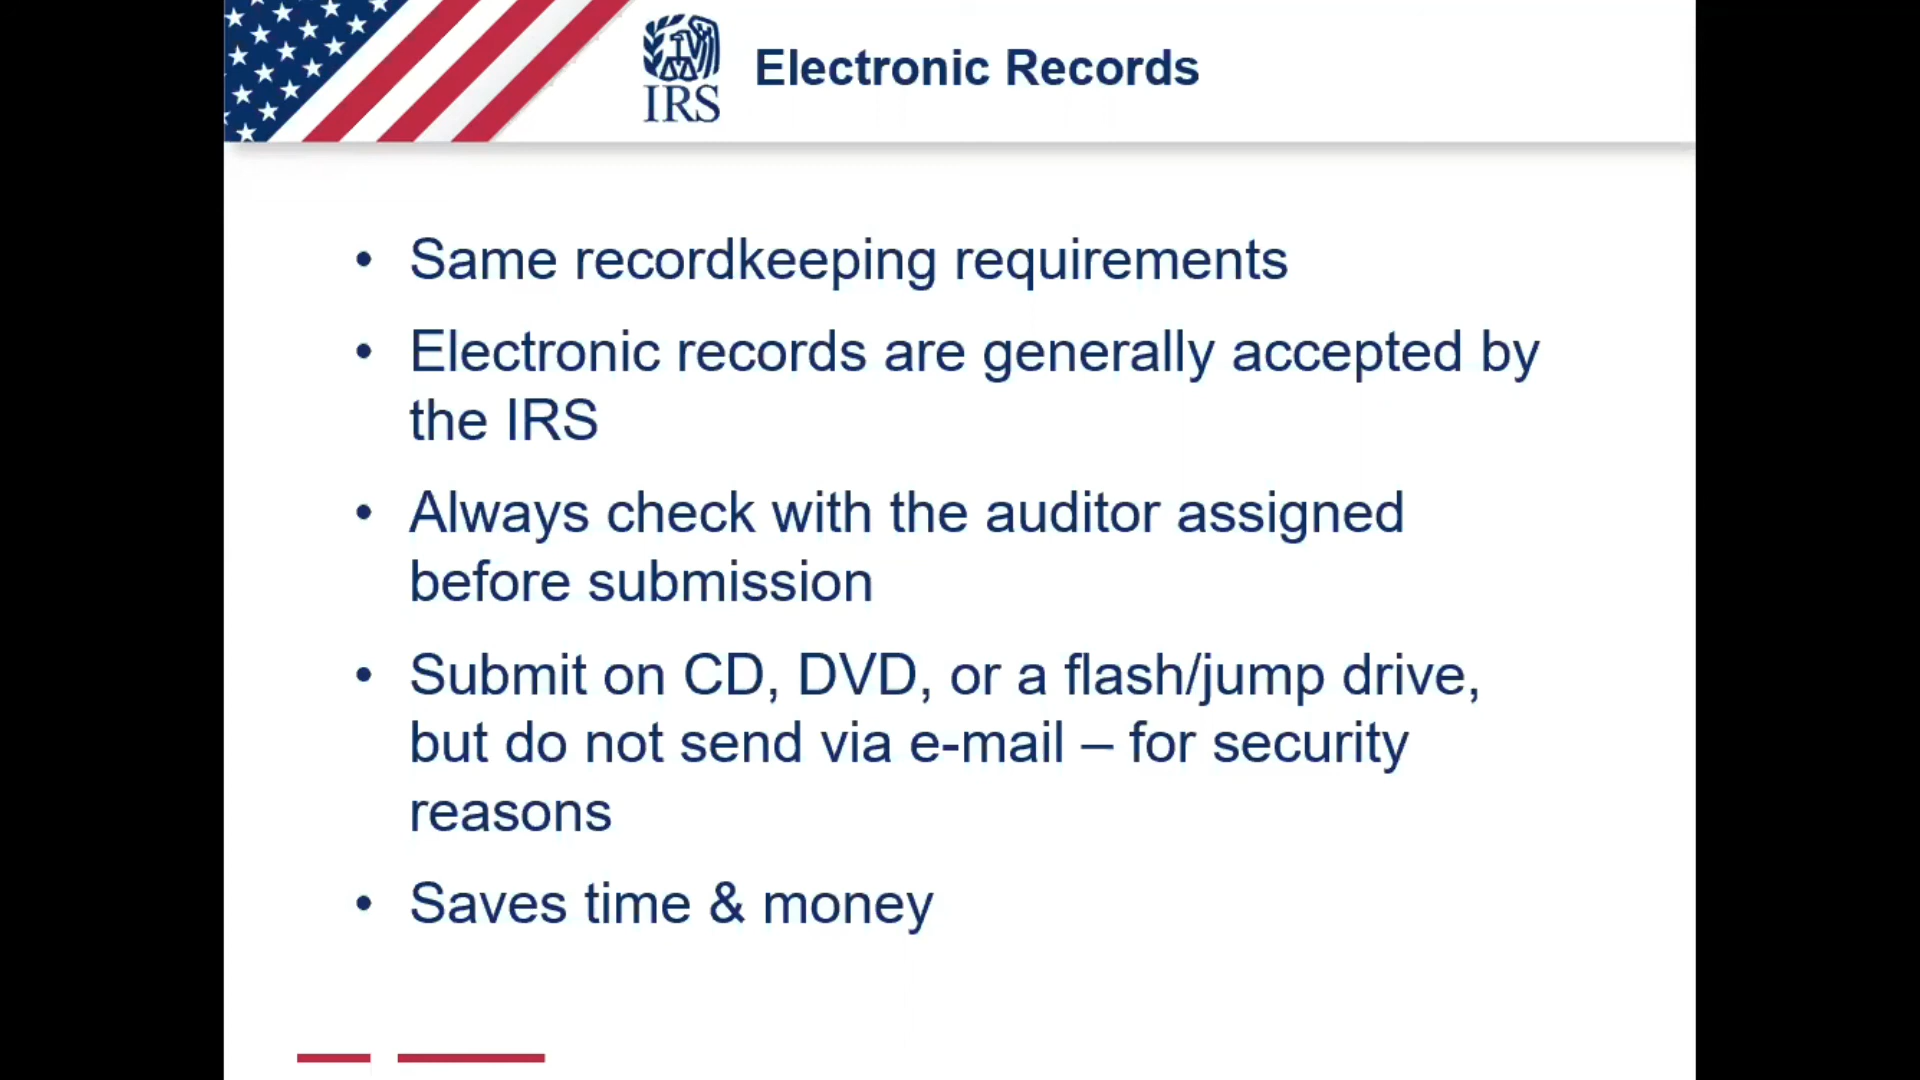 IRS
Electronic Records
• Same recordkeeping requirements
• Electronic records are generally accepted by
the IRS
• Always check with the auditor assigned
before submission
• Submit on CD, DVD, or a flash/jump drive,
but do not send via e-mail – for security
reasons
• Saves time & money